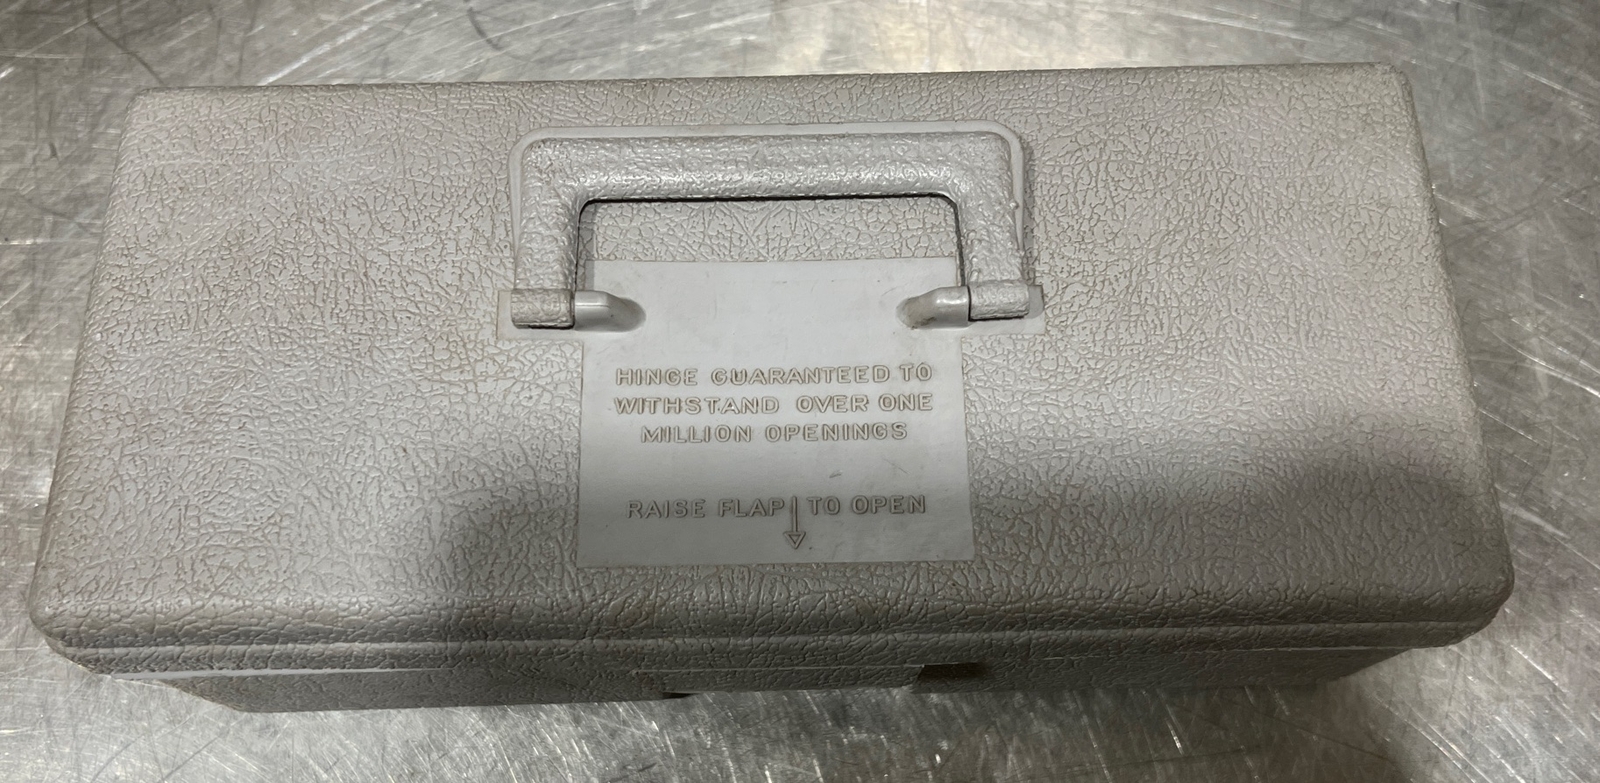 HINGE GUARANTEED TO
WITHSTAND OVER ONE
MILLION OPENINGS
RAISE FLAP TO OPEN